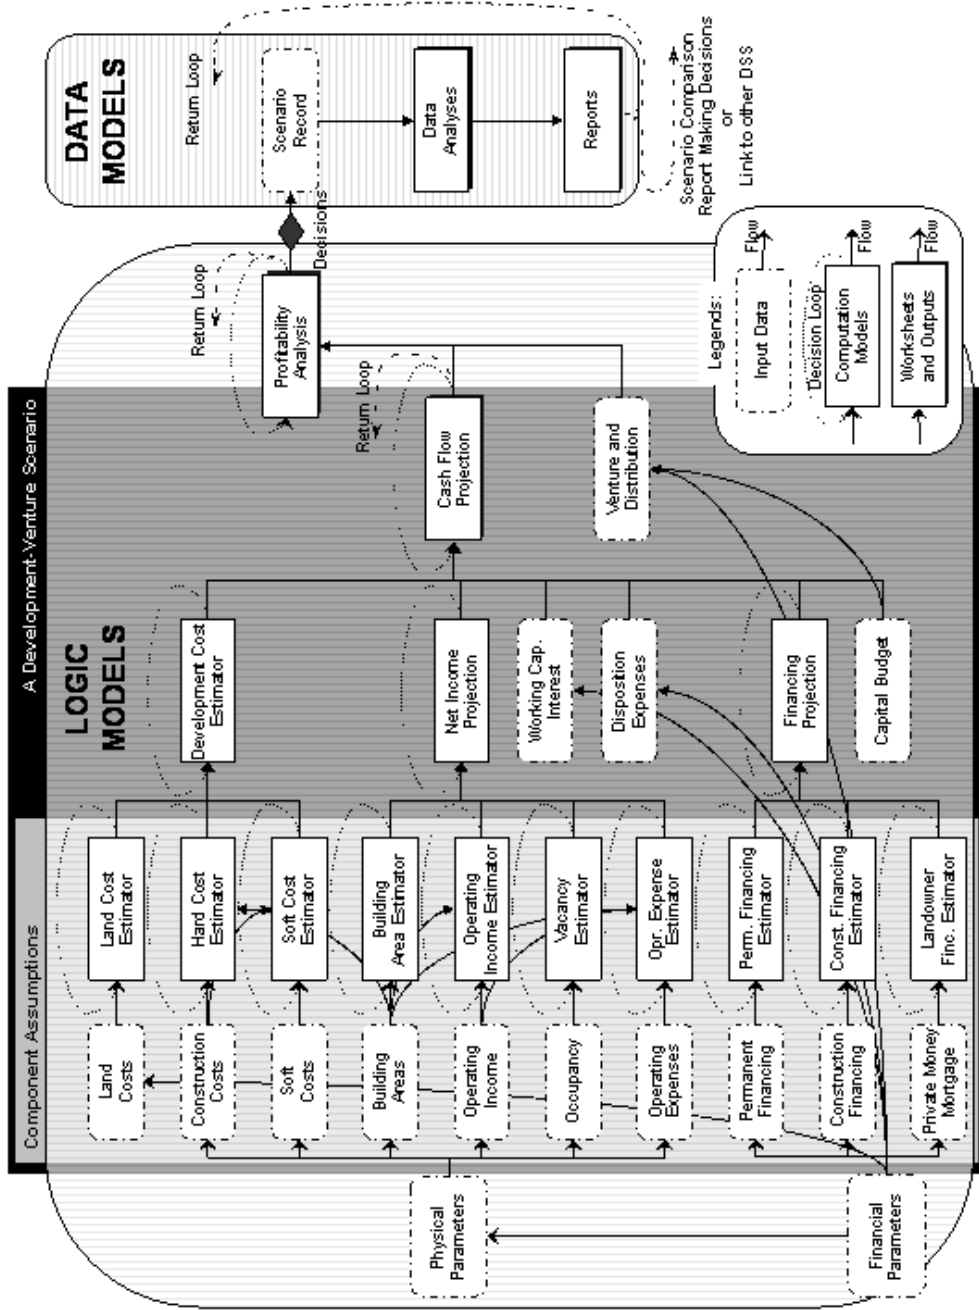 A Development-Venture Scenario
Component Assumptions
LOGIC
MODELS
DATA
MODELS
Physical
Parameters
Financial
Parameters
Land
Costs
Construction
Costs
Soft
Costs
Building
Areas
Operating
Income
Occupancy
Operating
Expenses
Permanent
Financing
Construction
Financing
Private Money
Mortgage
Land Cost
Estimator
Hard Cost
Estimator
Soft Cost
Estimator
Building
Area Estimator
Operating
Income Estimator
Vacancy
Estimator
Opr. Expense
Estimator
Perm. Financing
Estimator
Const. Financing
Estimator
Landowner
Finc. Estimator
Development Cost
Estimator
Net Income
Projection
Working Cap.
Interest
Disposition
Expenses
Financing
Projection
Capital Budget
Cash Flow
Projection
Venture and
Distribution
Return Loop
Profitability
Analysis
Return Loop
Decisions
Return Loop
Scenario
Record
Data
Analyses
Reports
Scenario Comparison
Report Making Decisions
or
Link to other DSS
Legends:
Input Data
Flow
Decision Loop
Computation
Models
Flow
Worksheets
and Outputs
Flow